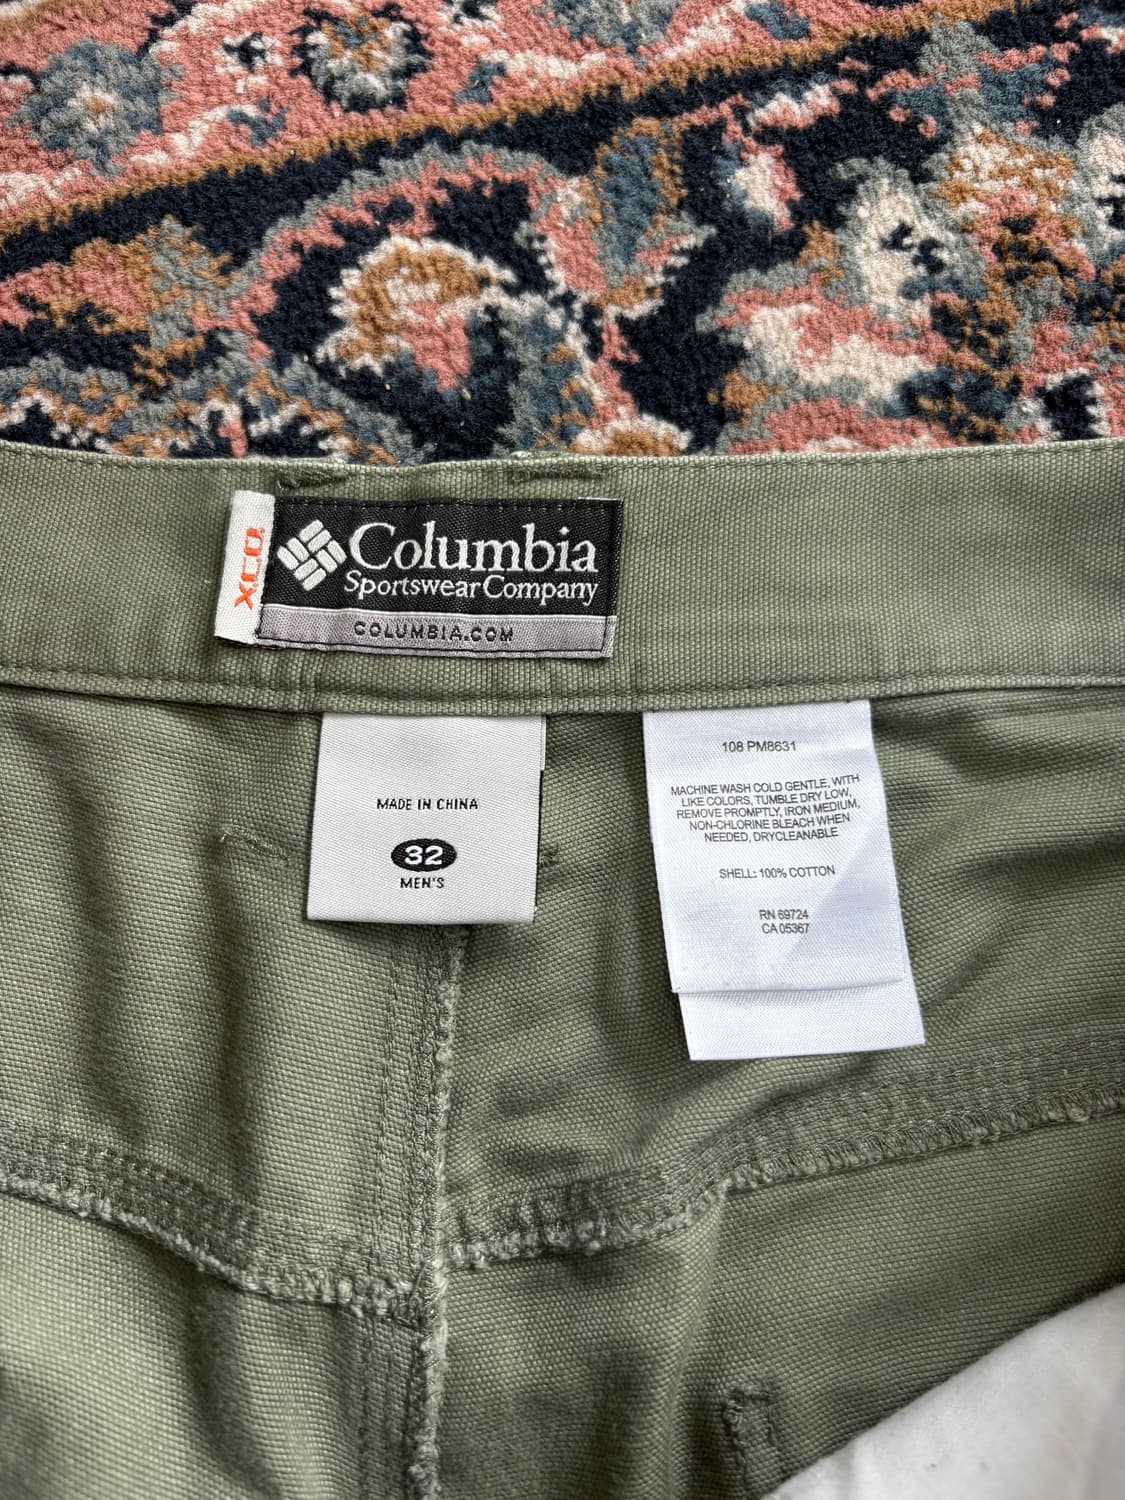 X.C.O.
Columbia
Sportswear Company
COLUMBIA.COM
MADE IN CHINA
32
MEN'S
108 PM8631
MACHINE WASH COLD GENTLE, WITH
LIKE COLORS, TUMBLE DRY LOW,
REMOVE PROMPTLY, IRON MEDIUM,
NON-CHLORINE BLEACH WHEN
NEEDED, DRYCLEANABLE
SHELL: 100% COTTON
RN 69724
CA 05367